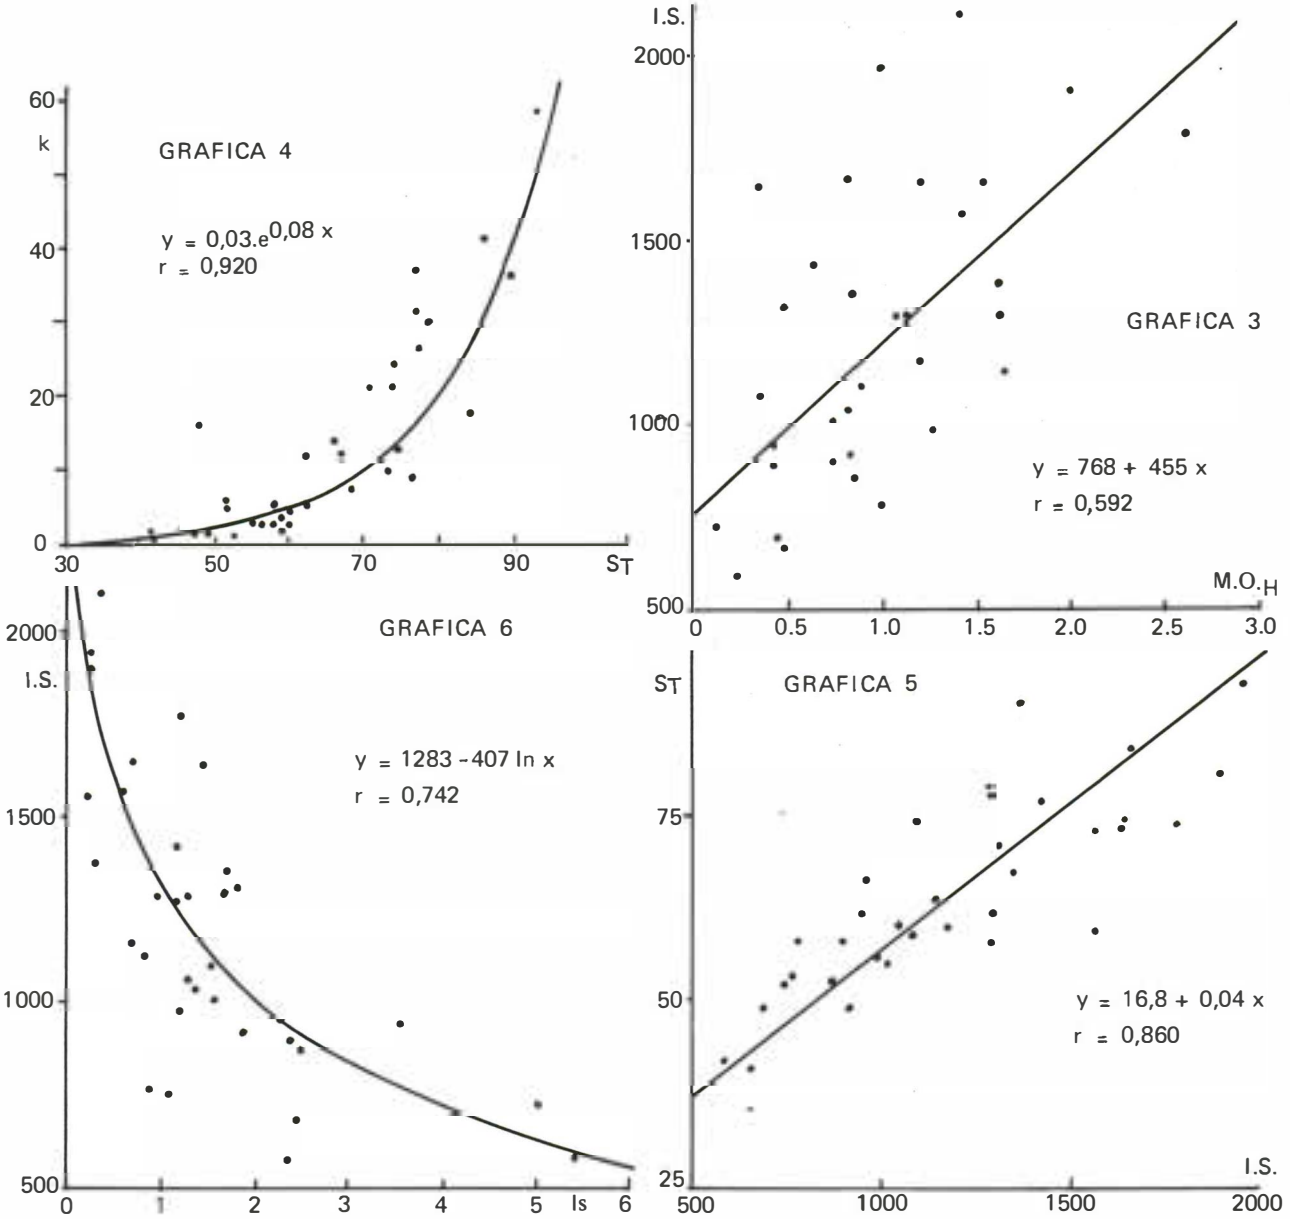 60
k
GRAFICA 4
y = 0,03.e0,08 x
r = 0,920
40
20
0
30 50 70 90 ST
I.S.
2000
1500
GRAFICA 3
1000
y = 768 + 455 x
r = 0,592
M.O.H
500
0 0.5 1.0 1.5 2.0 2.5 3.0
GRAFICA 6
2000
I.S.
y = 1283 - 407 ln x
r = 0,742
1500
1000
500
0 1 2 3 4 5 Is 6
ST
GRAFICA 5
75
50
y = 16,8 + 0,04 x
r = 0,860
I.S.
25
500 1000 1500 2000